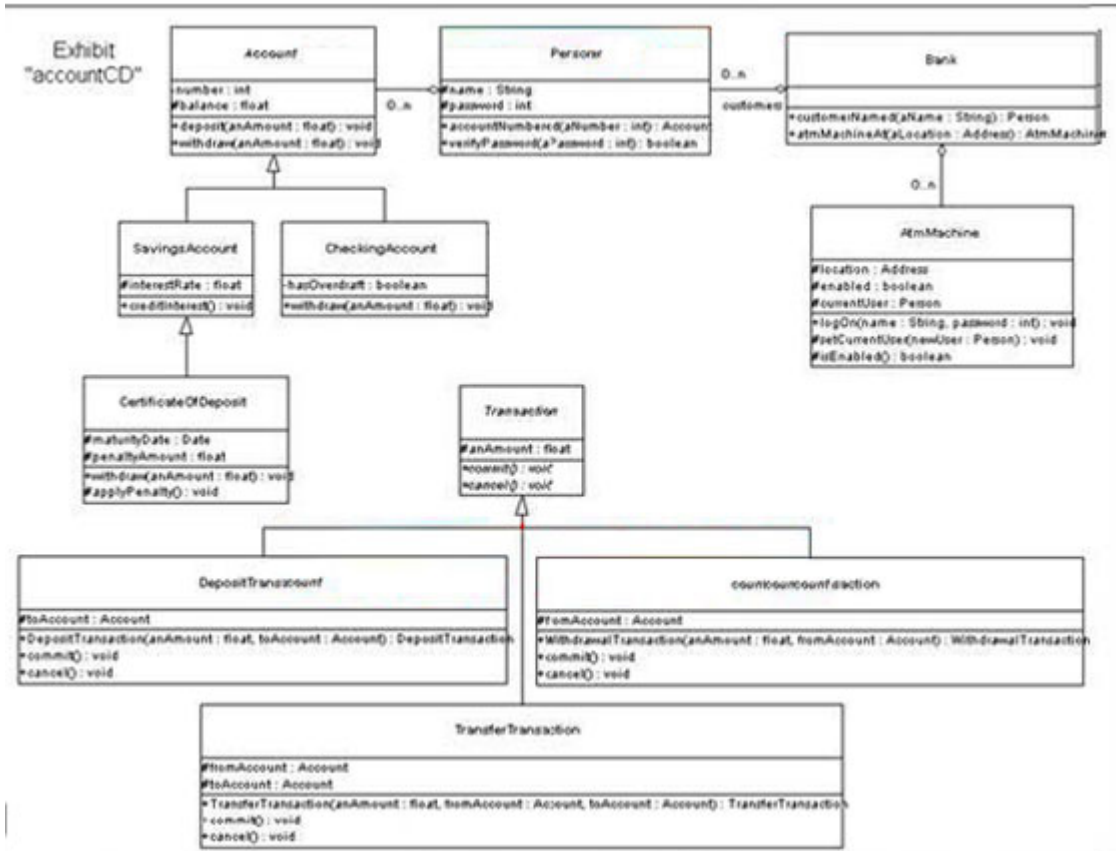 Exhibit
"accountCD"
Account
-number : int
#balance : float
+deposit(anAmount : float) : void
+withdraw(anAmount : float) : void
0..n
Person
#name : String
#password : int
+accountNumbered(aNumber : int) : Account
+verifyPassword(aPassword : int) : boolean
0..n
customers
Bank
+customerNamed(aName : String) : Person
+atmMachineAt(aLocation : Address) : AtmMachine
0..n
SavingsAccount
#interestRate : float
+creditInterest() : void
CheckingAccount
-hasOverdraft : boolean
+withdraw(anAmount : float) : void
AtmMachine
#location : Address
#enabled : boolean
#currentUser : Person
+logOn(name : String, password : int) : void
#setCurrentUser(newUser : Person) : void
#isEnabled() : boolean
CertificateOfDeposit
#maturityDate : Date
#penaltyAmount : float
+withdraw(anAmount : float) : void
#applyPenalty() : void
Transaction
#anAmount : float
+commit() : void
+cancel() : void
DepositTranscount
#toAccount : Account
+DepositTransaction(anAmount : float, toAccount : Account) : DepositTransaction
+commit() : void
+cancel() : void
countcourcountsaction
#fromAccount : Account
+WithdrawalTransaction(anAmount : float, fromAccount : Account) : WithdrawalTransaction
+commit() : void
+cancel() : void
TransferTransaction
#fromAccount : Account
#toAccount : Account
+TransferTransaction(anAmount : float, fromAccount : Account, toAccount : Account) : TransferTransaction
+commit() : void
+cancel() : void